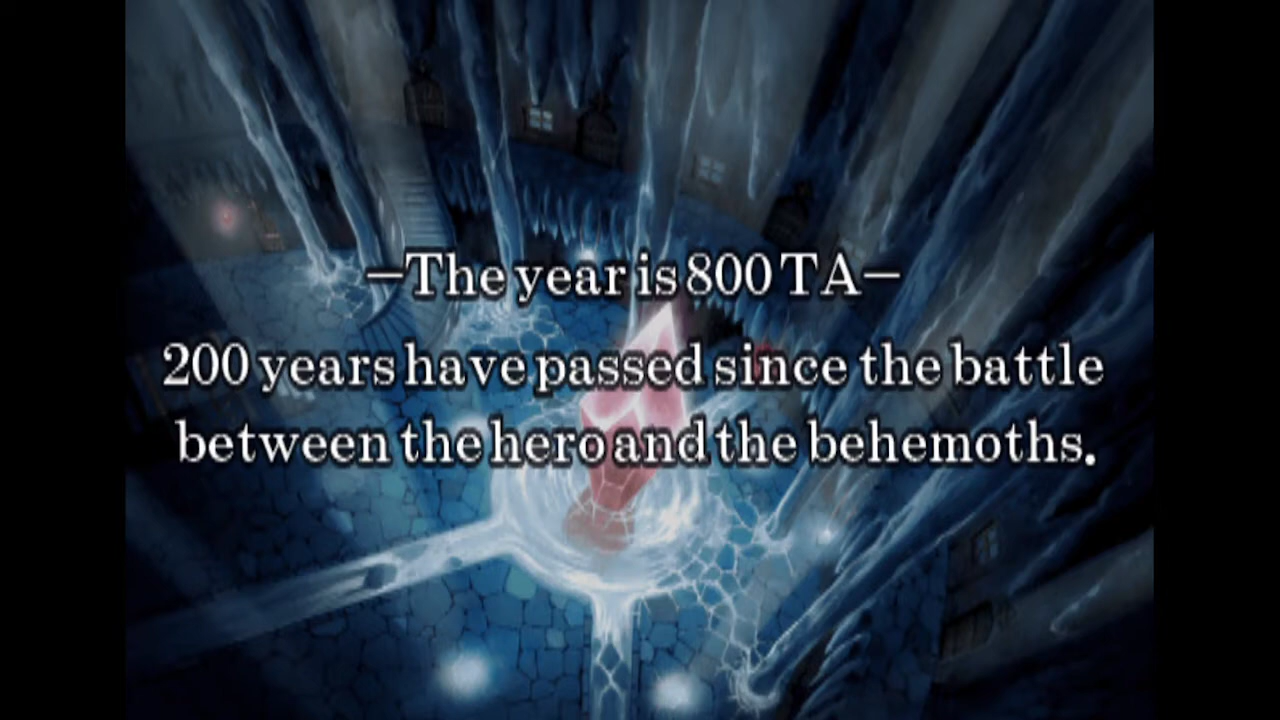 —The year is 800 TA—
200 years have passed since the battle
between the hero and the behemoths.